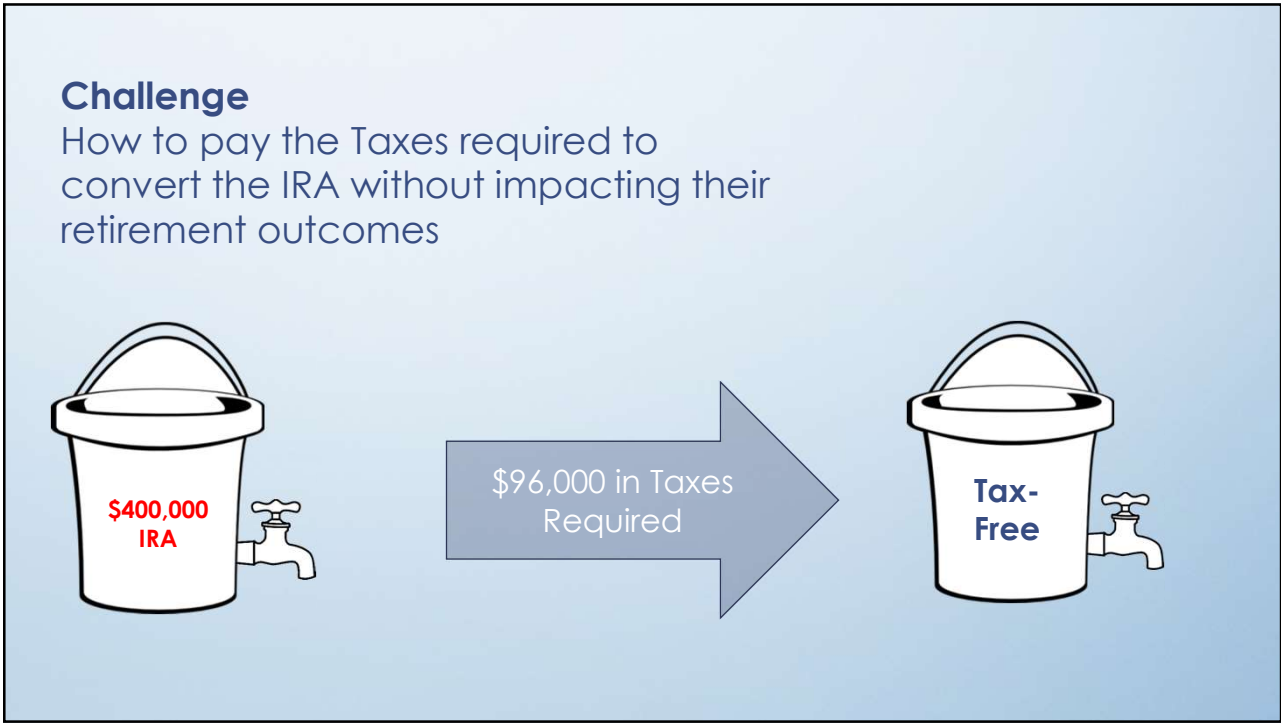 Challenge
How to pay the Taxes required to
convert the IRA without impacting their
retirement outcomes
$400,000
IRA
$96,000 in Taxes
Required
Tax-
Free